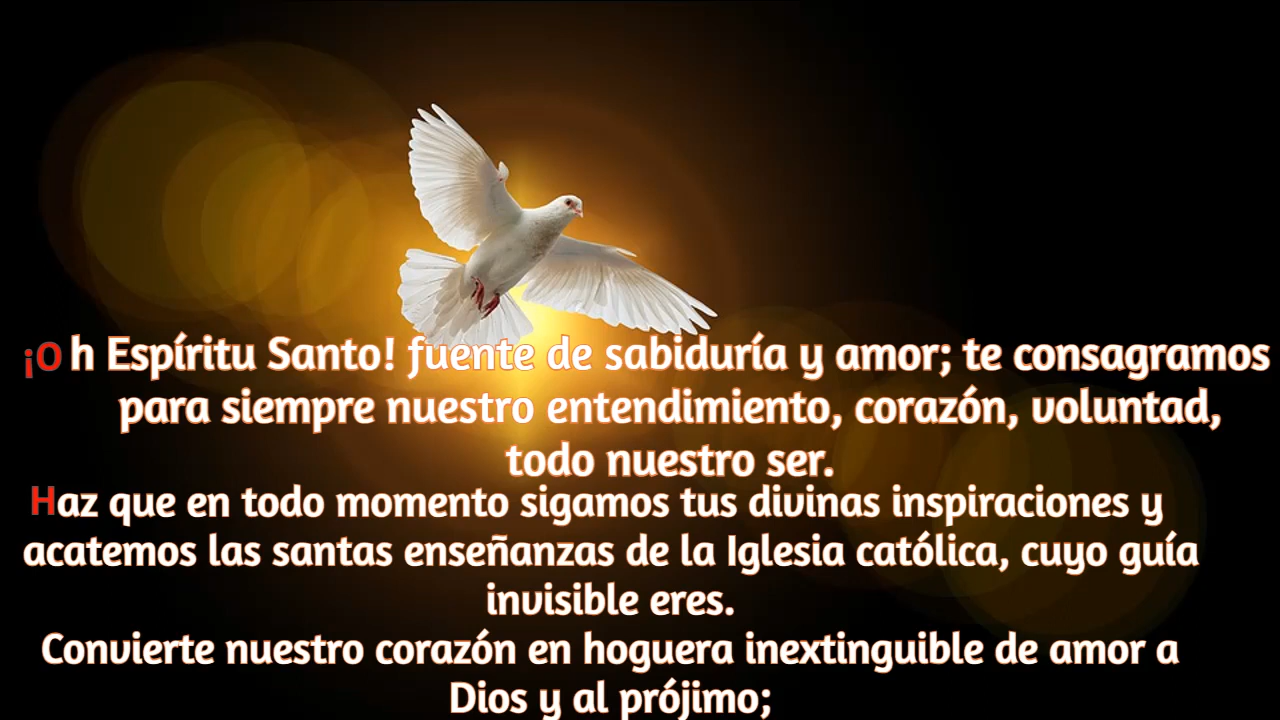 ¡Oh Espíritu Santo! fuente de sabiduría y amor; te consagramos
para siempre nuestro entendimiento, corazón, voluntad,
todo nuestro ser.
Haz que en todo momento sigamos tus divinas inspiraciones y
acatemos las santas enseñanzas de la Iglesia católica, cuyo guía
invisible eres.
Convierte nuestro corazón en hoguera inextinguible de amor a
Dios y al prójimo;